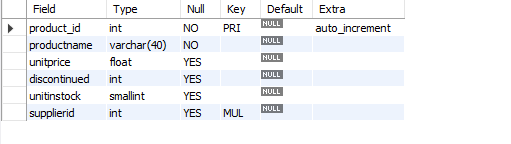 Field Type Null Key Default Extra
product_id int NO PRI NULL auto_increment
productname varchar(40) NO NULL
unitprice float YES NULL
discontinued int YES NULL
unitinstock smallint YES NULL
supplierid int YES MUL NULL